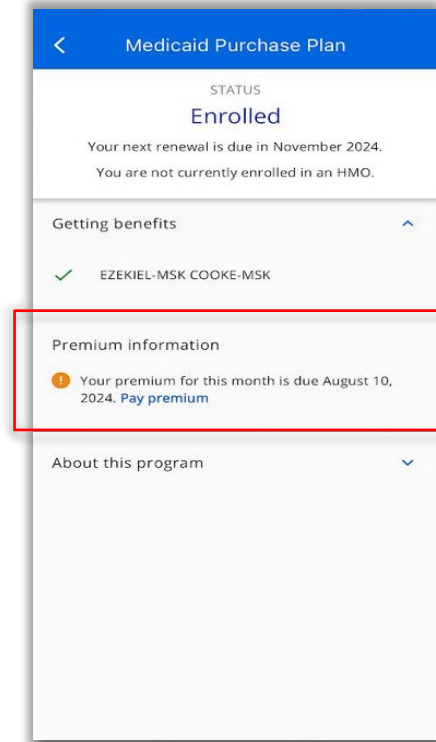 Medicaid Purchase Plan
STATUS
Enrolled
Your next renewal is due in November 2024.
You are not currently enrolled in an HMO.
Getting benefits
EZEKIEL-MSK COOKE-MSK
Premium information
Your premium for this month is due August 10,
2024. Pay premium
About this program